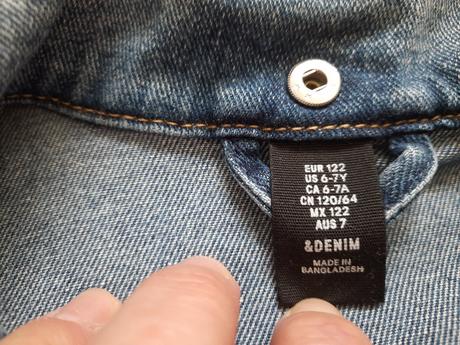 EUR 122
US 6-7Y
CA 6-7A
CN 120/64
MX 122
AUS 7
&DENIM
MADE IN
BANGLADESH